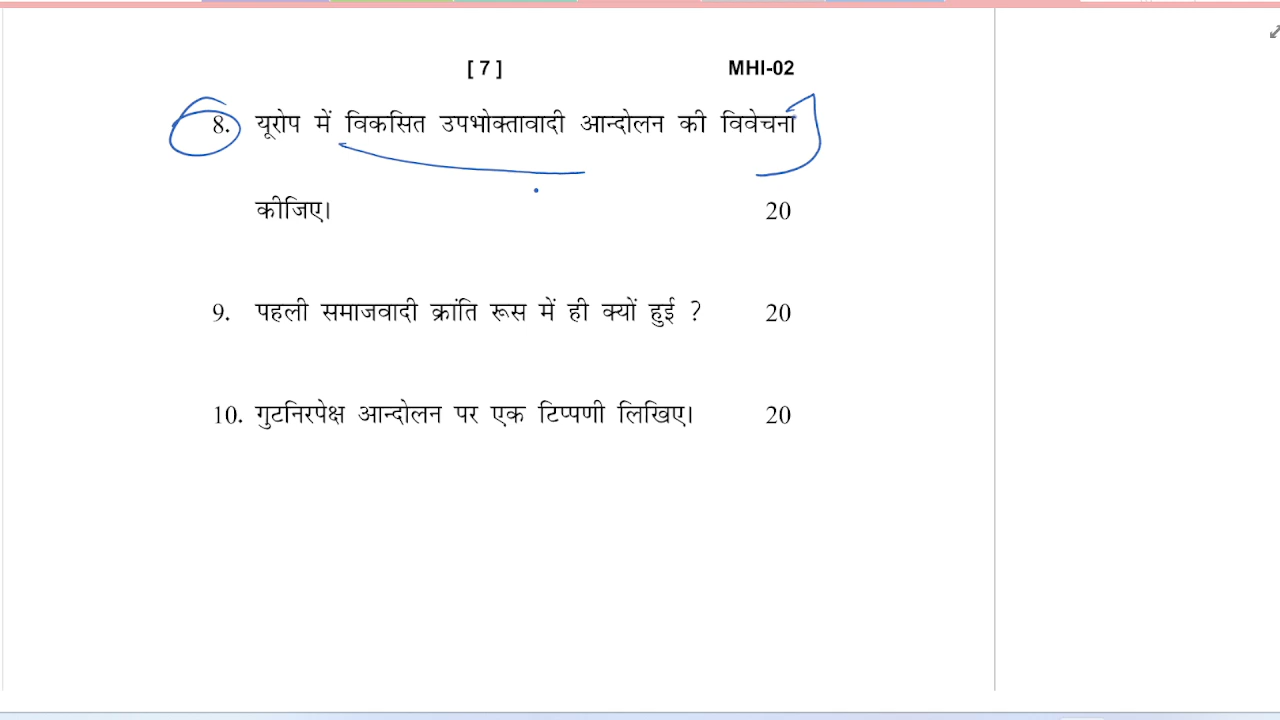 [ 7 ] MHI-02
8. यूरोप में विकसित उपभोक्तावादी आन्दोलन की विवेचना
कीजिए। 20
9. पहली समाजवादी क्रांति रूस में ही क्यों हुई ? 20
10. गुटनिरपेक्ष आन्दोलन पर एक टिप्पणी लिखिए। 20